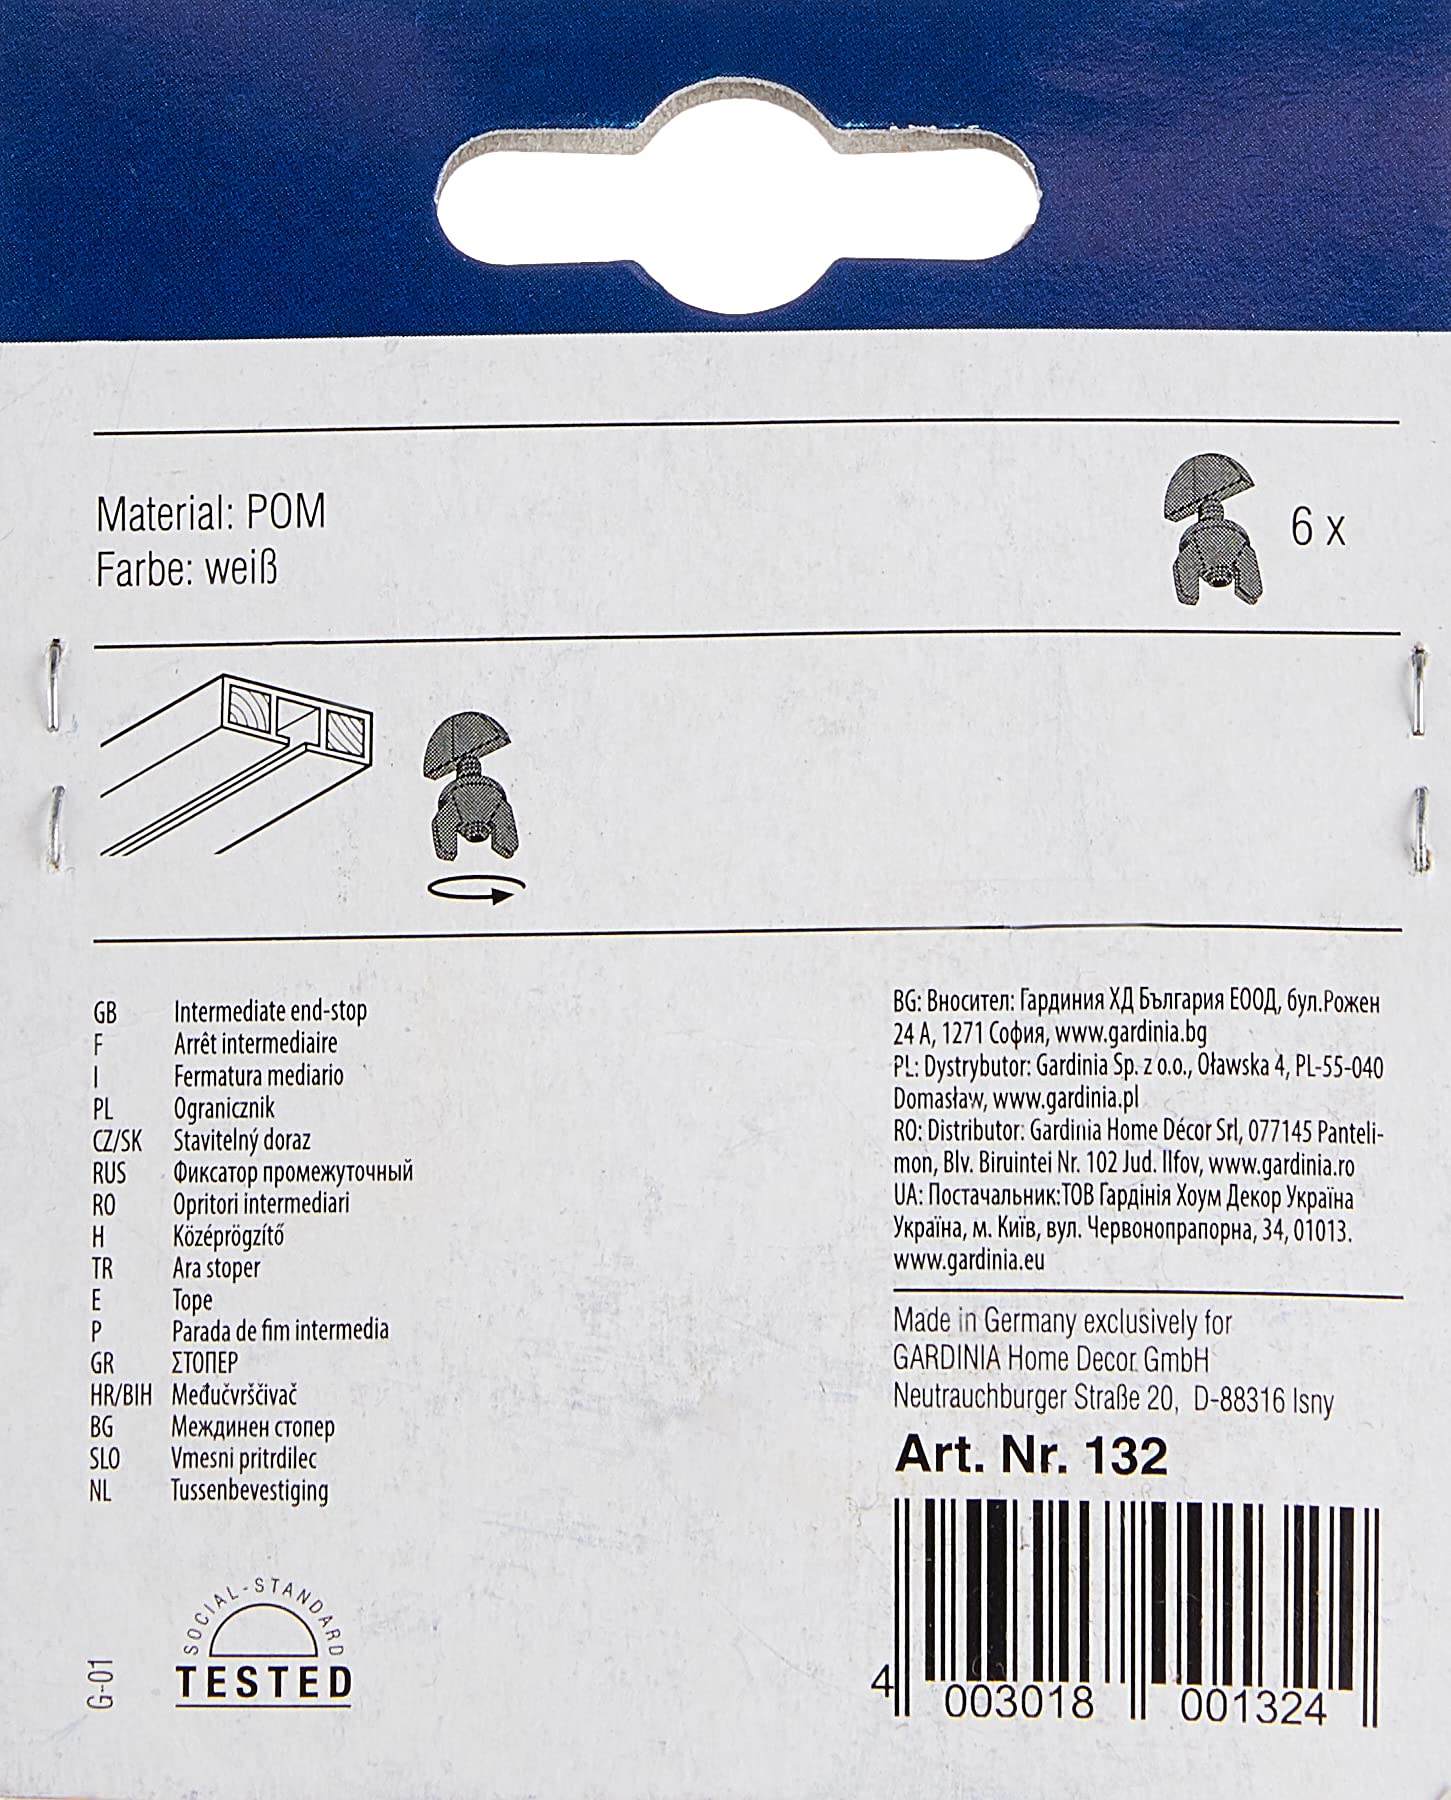 Material: POM
Farbe: weiß
6 x
GB Intermediate end-stop
F Arrêt intermediaire
I Fermatura mediario
PL Ogranicznik
CZ/SK Stavitelný doraz
RUS Фиксатор промежуточный
RO Opritori intermediari
H Középrögzítő
TR Ara stoper
E Tope
P Parada de fim intermedia
GR ΣΤΟΠΕΡ
HR/BIH Međučvrščivač
BG Междинен стопер
SLO Vmesni pritrdilec
NL Tussenbevestiging
BG: Вносител: Гардиния ХД България ЕООД, бул.Рожен
24 А, 1271 София, www.gardinia.bg
PL: Dystrybutor: Gardinia Sp. z o.o., Oławska 4, PL-55-040
Domasław, www.gardinia.pl
RO: Distributor: Gardinia Home Décor Srl, 077145 Panteli-
mon, Blv. Biruintei Nr. 102 Jud. Ilfov, www.gardinia.ro
UA: Постачальник:ТОВ Гардінія Хоум Декор Україна
Україна, м. Київ, вул. Червонопрапорна, 34, 01013.
www.gardinia.eu
Made in Germany exclusively for
GARDINIA Home Decor GmbH
Neutrauchburger Straße 20, D-88316 Isny
Art. Nr. 132
4 003018 001324
SOCIAL-STANDARD
TESTED
G-01